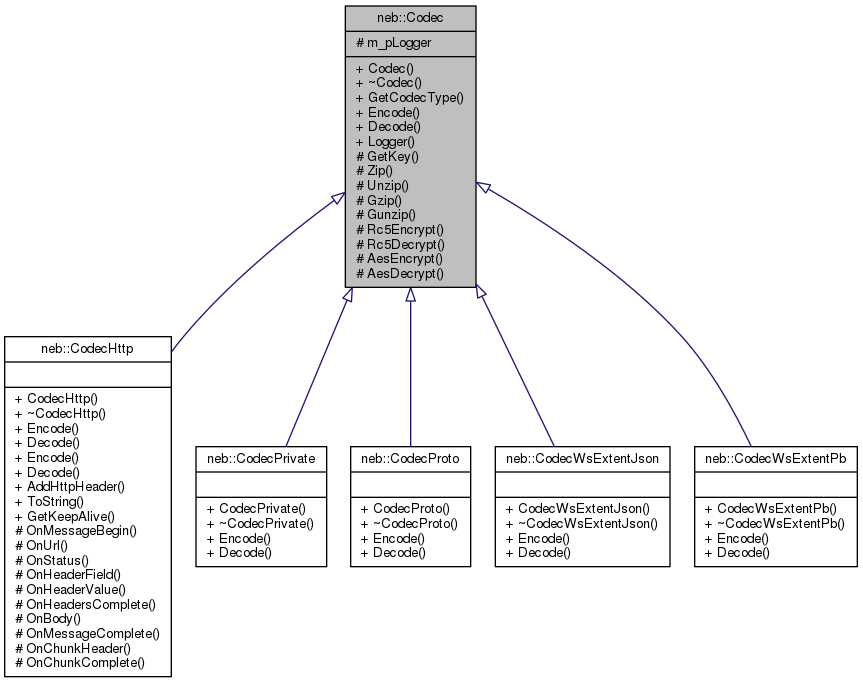 neb::Codec
# m_pLogger
+ Codec()
+ ~Codec()
+ GetCodecType()
+ Encode()
+ Decode()
+ Logger()
# GetKey()
# Zip()
# Unzip()
# Gzip()
# Gunzip()
# Rc5Encrypt()
# Rc5Decrypt()
# AesEncrypt()
# AesDecrypt()
neb::CodecHttp
+ CodecHttp()
+ ~CodecHttp()
+ Encode()
+ Decode()
+ Encode()
+ Decode()
+ AddHttpHeader()
+ ToString()
+ GetKeepAlive()
# OnMessageBegin()
# OnUrl()
# OnStatus()
# OnHeaderField()
# OnHeaderValue()
# OnHeadersComplete()
# OnBody()
# OnMessageComplete()
# OnChunkHeader()
# OnChunkComplete()
neb::CodecPrivate
+ CodecPrivate()
+ ~CodecPrivate()
+ Encode()
+ Decode()
neb::CodecProto
+ CodecProto()
+ ~CodecProto()
+ Encode()
+ Decode()
neb::CodecWsExtentJson
+ CodecWsExtentJson()
+ ~CodecWsExtentJson()
+ Encode()
+ Decode()
neb::CodecWsExtentPb
+ CodecWsExtentPb()
+ ~CodecWsExtentPb()
+ Encode()
+ Decode()